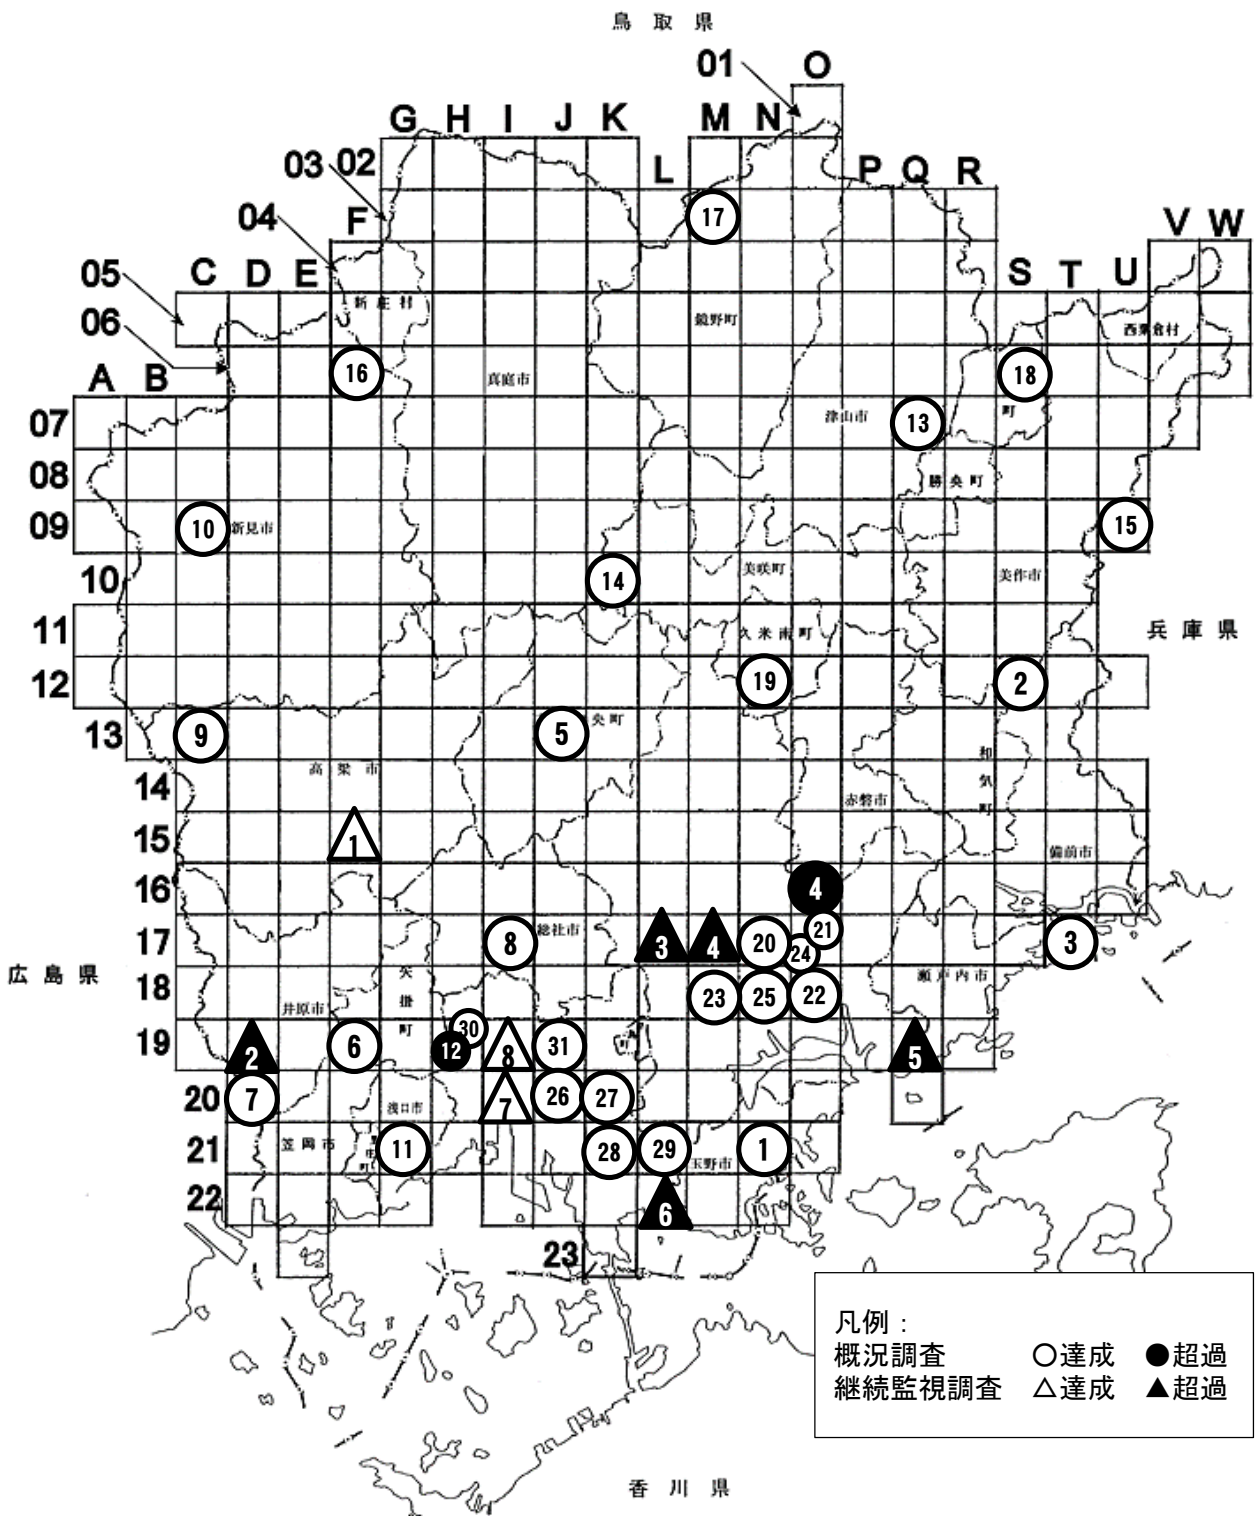 鳥 取 県
01
O
G H I J K
M N
03 02
L
P Q R
F
17
04
V W
C D E
S T U
05
新 庄 村
鏡野町
06
西粟倉村
A B
16
真庭市
18
07
津山市
13
町
08
勝 央 町
09
10
新見市
15
10
14
美咲町
美作市
11
久 米 南 町
兵 庫 県
12
19
2
13
9
5
央 町
和 気 町
14
高 梁 市
赤磐市
15
1
備前市
16
4
17
8
総社市
3
4
20
24
21
3
広 島 県
18
矢 掛 町
23
25
22
瀬戸内市
井原市
19
2
6
30
12
8
31
5
20
7
浅口市
7
26
27
21
笠 岡 市
11
28
29
玉野市
1
22
6
23
凡例：
概況調査 ○達成 ●超過
継続監視調査 △達成 ▲超過
香 川 県